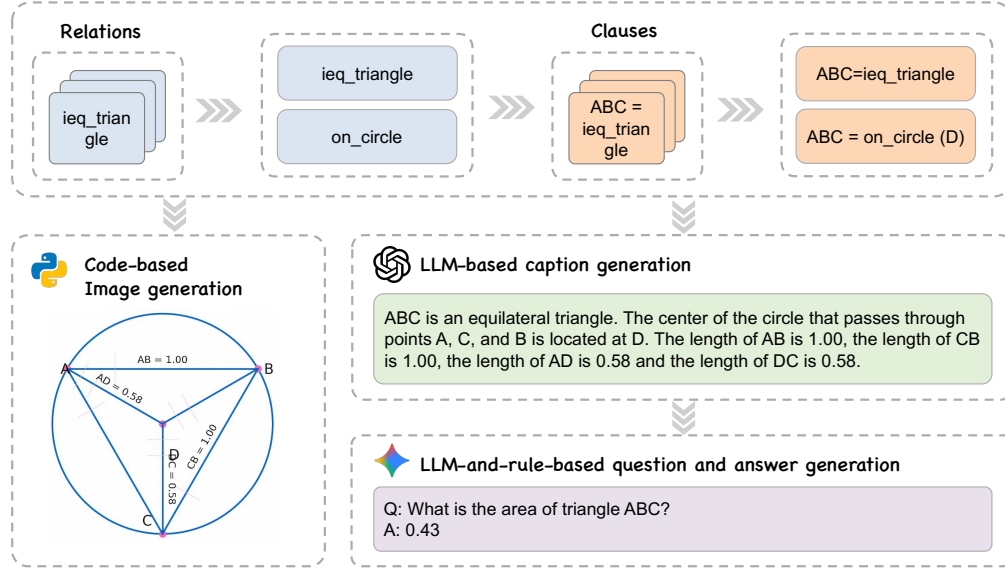 Relations
ieq_trian
gle
ieq_triangle
on_circle
Clauses
ABC =
ieq_trian
gle
ABC=ieq_triangle
ABC = on_circle (D)
Code-based
Image generation
AB = 1.00
A
B
AD = 0.58
D
CB = 1.00
DC = 0.58
C
LLM-based caption generation
ABC is an equilateral triangle. The center of the circle that passes through
points A, C, and B is located at D. The length of AB is 1.00, the length of CB
is 1.00, the length of AD is 0.58 and the length of DC is 0.58.
LLM-and-rule-based question and answer generation
Q: What is the area of triangle ABC?
A: 0.43